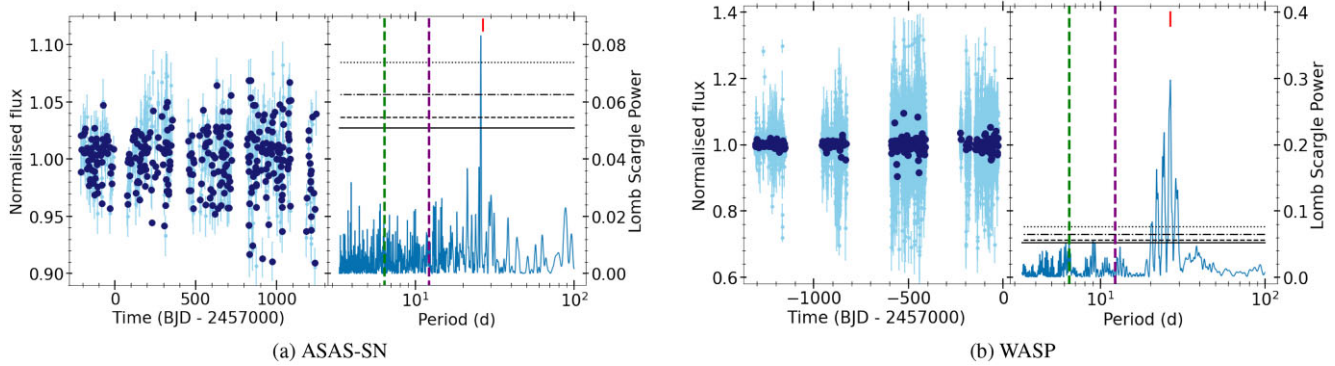 1.10
1.05
1.00
0.95
0.90
Normalised flux
0 500 1000
Time (BJD - 2457000)
10¹ 10²
Period (d)
0.08
0.06
0.04
0.02
0.00
Lomb Scargle Power
(a) ASAS-SN
1.4
1.2
1.0
0.8
0.6
Normalised flux
−1000 −500 0
Time (BJD - 2457000)
10¹ 10²
Period (d)
0.4
0.3
0.2
0.1
0.0
Lomb Scargle Power
(b) WASP